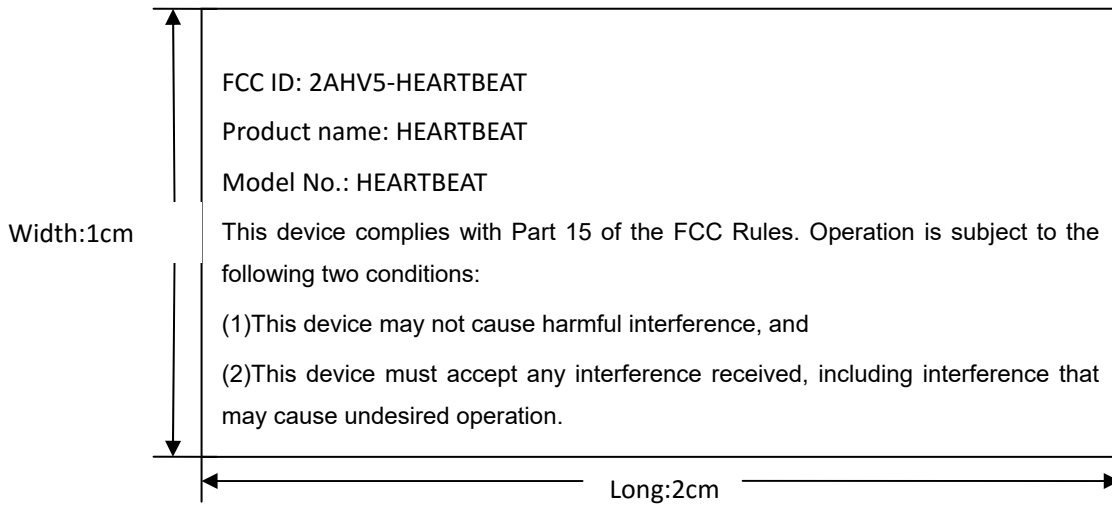 FCC ID: 2AHV5-HEARTBEAT
Product name: HEARTBEAT
Model No.: HEARTBEAT
Width:1cm
This device complies with Part 15 of the FCC Rules. Operation is subject to the
following two conditions:
(1)This device may not cause harmful interference, and
(2)This device must accept any interference received, including interference that
may cause undesired operation.
Long:2cm